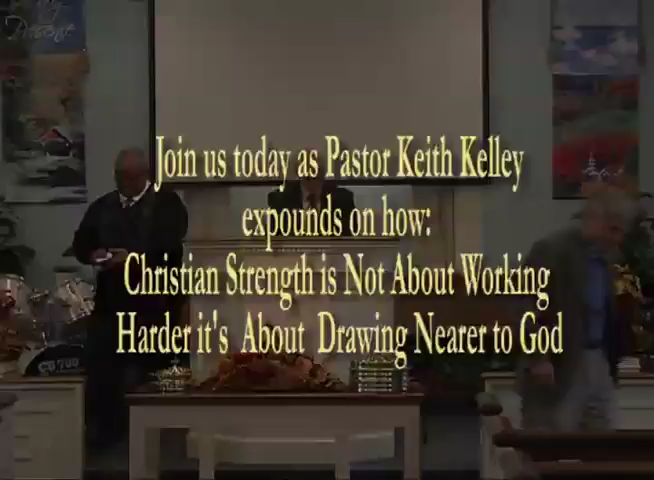 Join us today as Pastor Keith Kelley
expounds on how:
Christian Strength is Not About Working
Harder it's About Drawing Nearer to God